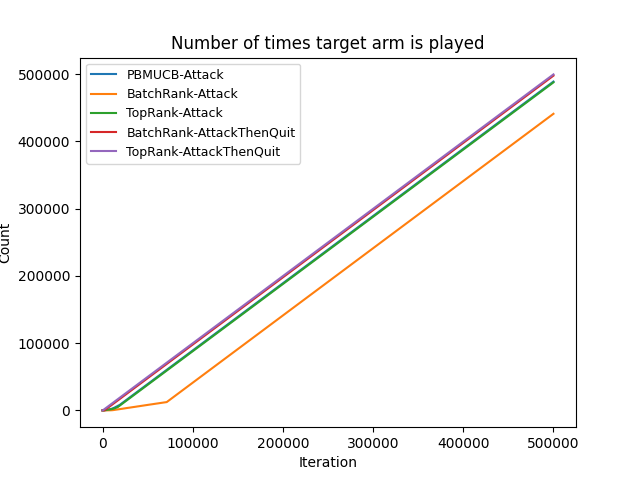 Number of times target arm is played
500000
400000
300000
200000
100000
0
Count
PBMUCB-Attack
BatchRank-Attack
TopRank-Attack
BatchRank-AttackThenQuit
TopRank-AttackThenQuit
0 100000 200000 300000 400000 500000
Iteration